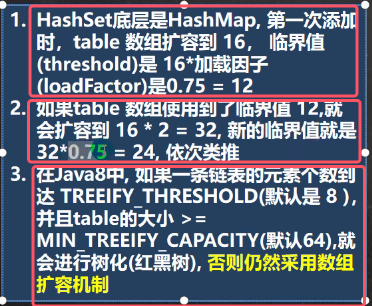 1. HashSet底层是HashMap, 第一次添加
时，table 数组扩容到 16， 临界值
(threshold)是 16*加载因子
(loadFactor)是0.75 = 12
2. 如果table 数组使用到了临界值 12,就
会扩容到 16 * 2 = 32, 新的临界值就是
32*0.75 = 24, 依次类推
3. 在Java8中, 如果一条链表的元素个数到
达 TREEIFY_THRESHOLD(默认是 8 ),
并且table的大小 >=
MIN_TREEIFY_CAPACITY(默认64),就
会进行树化(红黑树), 否则仍然采用数组
扩容机制